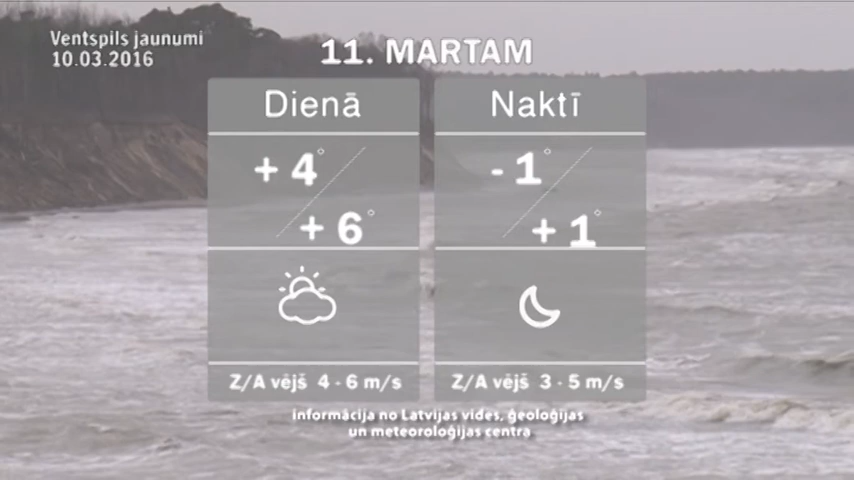 Ventspils jaunumi
10.03.2016
11. MARTAM
Dienā
Naktī
+ 4°
+ 6°
- 1°
+ 1°
Z/A vējš 4 - 6 m/s
Z/A vējš 3 - 5 m/s
informācija no Latvijas vides, ģeoloģijas
un meteoroloģijas centra